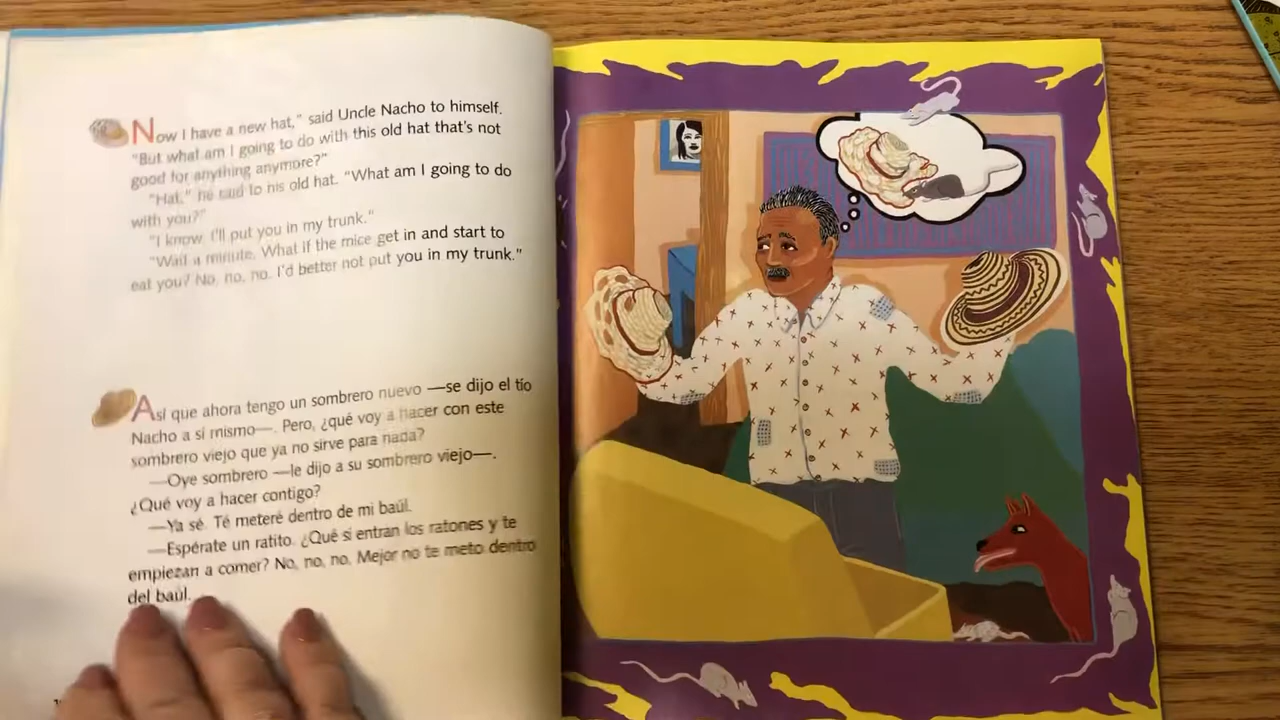 Now I have a new hat," said Uncle Nacho to himself.
"But what am I going to do with this old hat that's not
good for anything anymore?"
"Hat," he said to his old hat. "What am I going to do
with you?"
"I know. I'll put you in my trunk."
"Wait a minute. What if the mice get in and start to
eat you? No, no, no. I'd better not put you in my trunk."
Así que ahora tengo un sombrero nuevo —se dijo el tío
Nacho a sí mismo—. Pero, ¿qué voy a hacer con este
sombrero viejo que ya no sirve para nada?
—Oye sombrero —le dijo a su sombrero viejo—.
¿Qué voy a hacer contigo?
—Ya sé. Té meteré dentro de mi baúl.
—Espérate un ratito. ¿Qué si entran los ratones y te
empiezan a comer? No, no, no. Mejor no te meto dentro
del baúl.